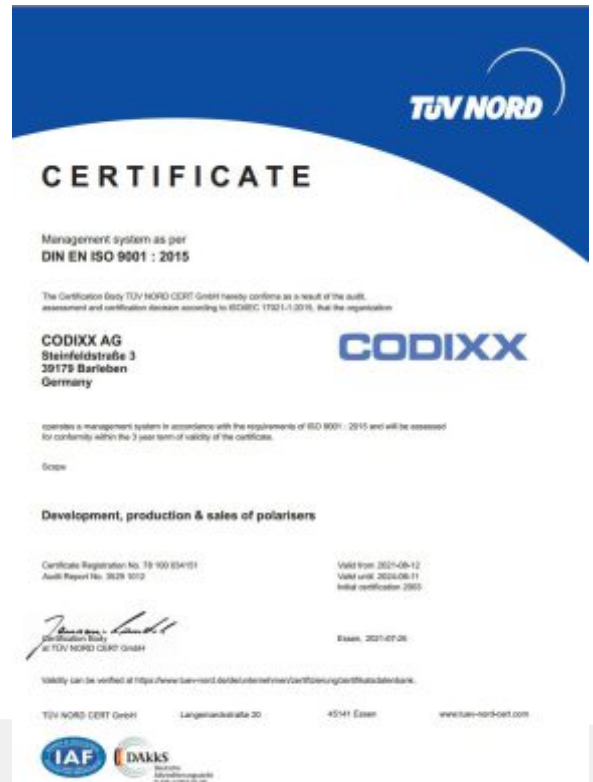 TÜV NORD
CERTIFICATE
Management system as per
DIN EN ISO 9001 : 2015
The Certification Body TÜV NORD CERT GmbH hereby confirms as a result of the audit,
assessment and certification decision according to ISO/IEC 17021-1:2015, that the organization
CODIXX AG
Steinfeldstraße 3
39179 Barleben
Germany
CODIXX
operates a management system in accordance with the requirements of ISO 9001 : 2015 and will be assessed
for conformity within the 3 year term of validity of the certificate.
Scope
Development, production & sales of polarisers
Certificate Registration No. 78 100 034151
Audit Report No. 3529 1012
Valid from 2021-08-12
Valid until 2024-08-11
Initial certification 2003
Certification Body
at TÜV NORD CERT GmbH
Essen, 2021-07-26
Validity can be verified at https://www.tuev-nord.de/de/unternehmen/zertifizierung/zertifikatsdatenbank.
TÜV NORD CERT GmbH
Langemarckstraße 20
45141 Essen
www.tuev-nord-cert.com
IAF
DAkkS
Deutsche
Akkreditierungsstelle